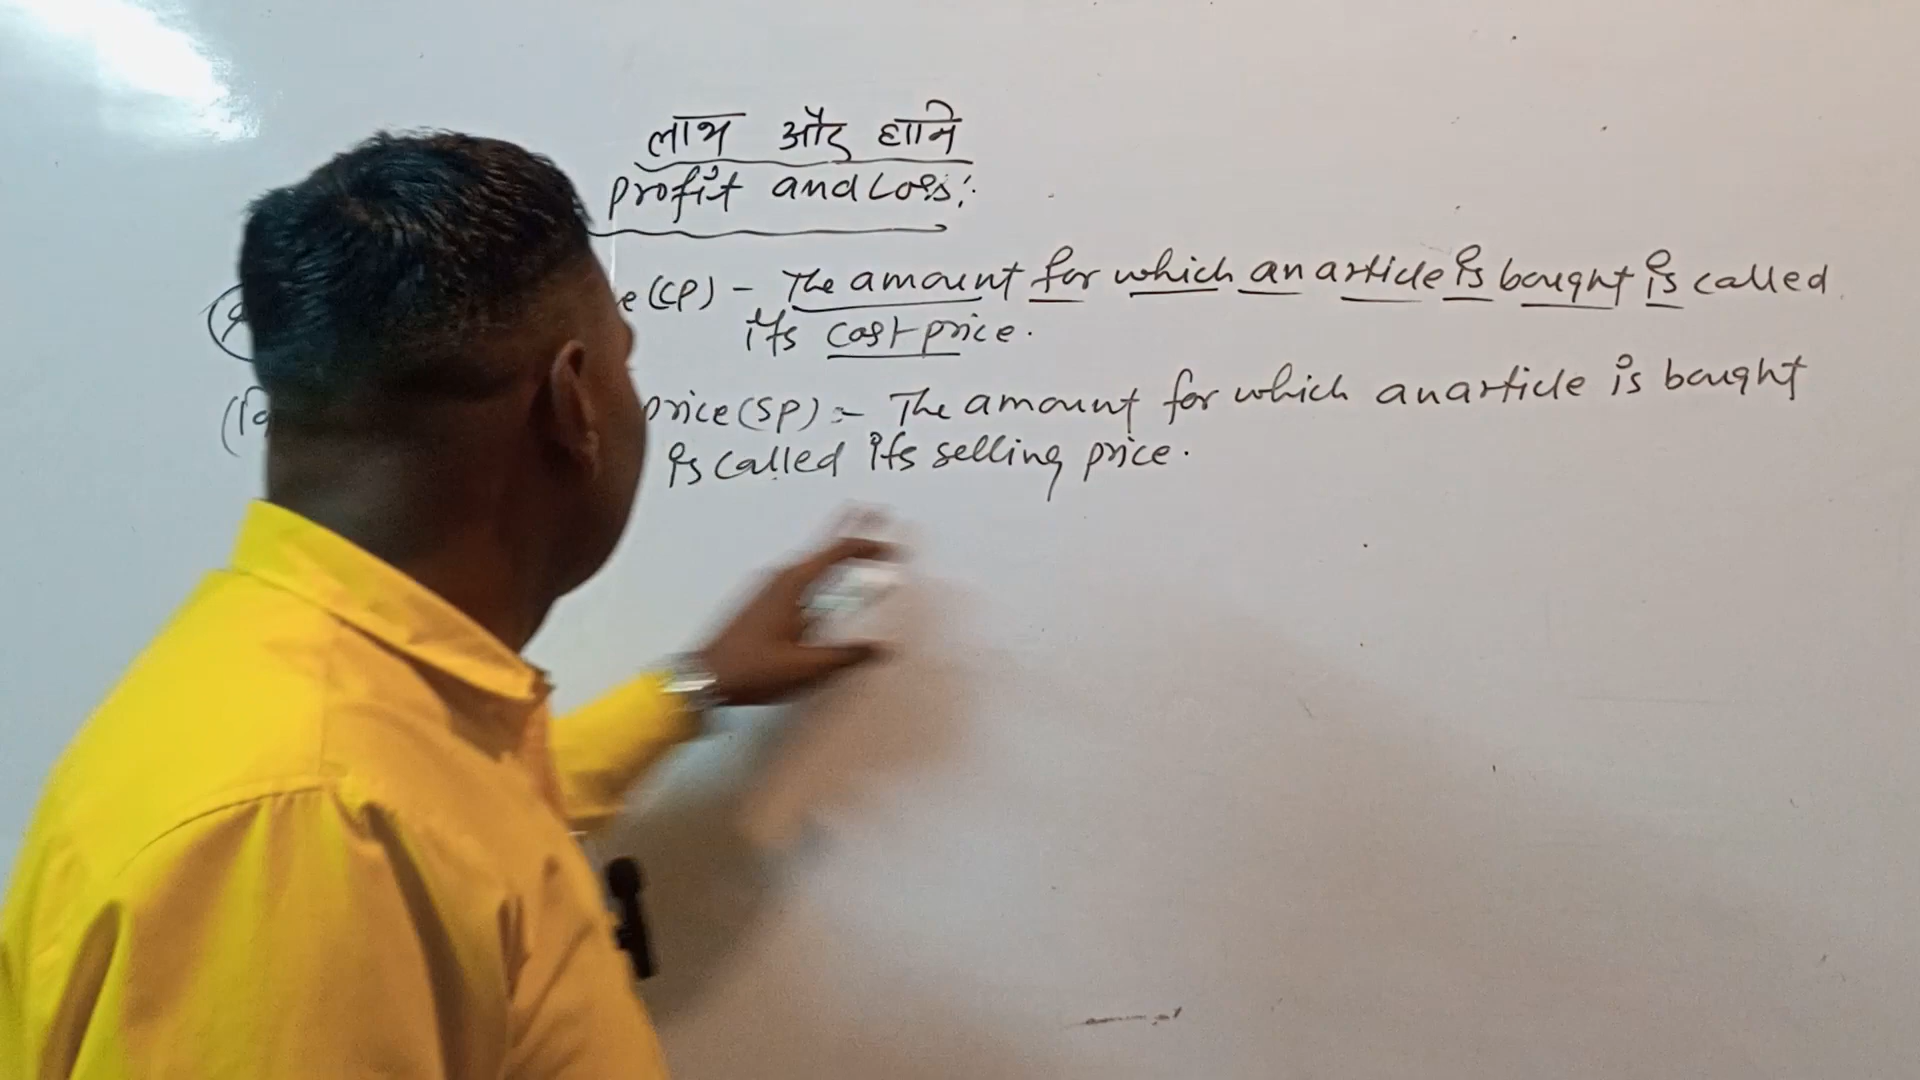 लाभ और हानि
Profit and Loss:
(CP) - The amount for which an article is bought is called
its cost price.
price (SP) :- The amount for which an article is bought
is called its selling price.